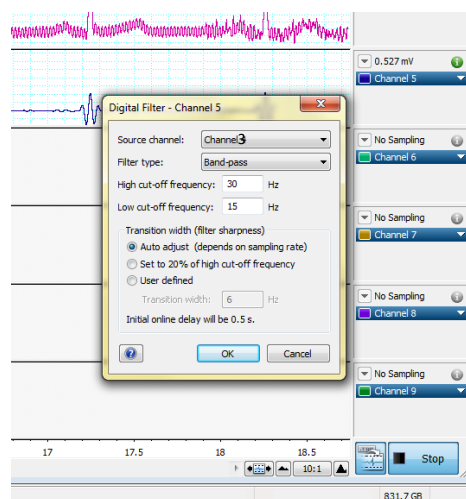 0.527 mV
Channel 5
Digital Filter - Channel 5
Source channel: Channel3
No Sampling
Channel 6
Filter type: Band-pass
High cut-off frequency: 30 Hz
Low cut-off frequency: 15 Hz
No Sampling
Channel 7
Transition width (filter sharpness)
Auto adjust (depends on sampling rate)
Set to 20% of high cut-off frequency
User defined
Transition width: 6 Hz
No Sampling
Channel 8
Initial online delay will be 0.5 s.
OK Cancel
No Sampling
Channel 9
17 17.5 18 18.5
10:1
Stop
831.7 GB